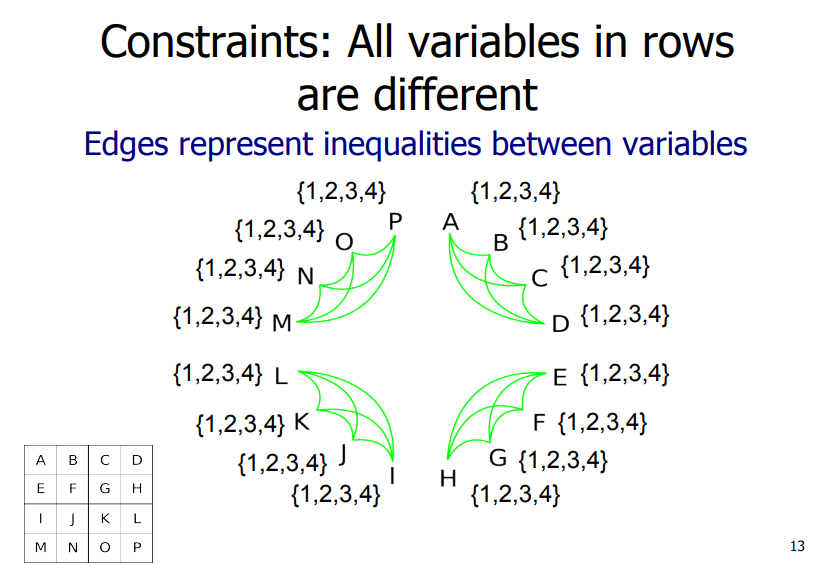 Constraints: All variables in rows
are different
Edges represent inequalities between variables
{1,2,3,4} {1,2,3,4}
P A
{1,2,3,4} O B {1,2,3,4}
{1,2,3,4} N C {1,2,3,4}
{1,2,3,4} M D {1,2,3,4}
{1,2,3,4} L E {1,2,3,4}
{1,2,3,4} K F {1,2,3,4}
{1,2,3,4} J G {1,2,3,4}
I H
{1,2,3,4} {1,2,3,4}
A B C D
E F G H
I J K L
M N O P
13